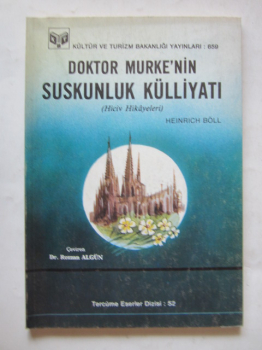 KÜLTÜR VE TURİZM BAKANLIĞI YAYINLARI : 659
DOKTOR MURKE'NİN
SUSKUNLUK KÜLLİYATI
(Hiciv Hikâyeleri)
HEINRICH BÖLL
Çeviren
Dr. ALGÜN
Tercüme Eserler Dizisi : 52